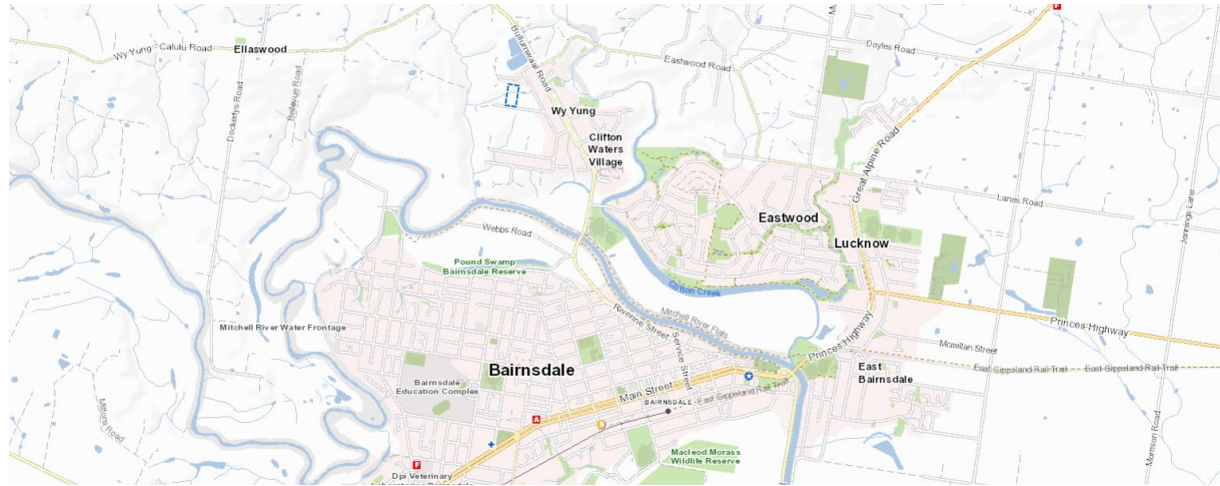 F
Doyles Road
Wy Yung Calulu Road
Ellaswood
Bullumwaal Road
Eastwood Road
Dockertys Road
Bellevue Road
Wy Yung
Clifton
Waters
Village
Great Alpine Road
Lanes Road
Jennings Lane
Eastwood
Lucknow
Webbs Road
Pound Swamp
Bairnsdale Reserve
Clifton Creek
Mitchell River Flats
Mitchell River Water Frontage
Riverine Street
Service Street
Princes Highway
Princes Highway
Mcmillan Street
Bairnsdale
East
Bairnsdale
East Gippsland Rail Trail
East Gippsland Rail Trail
Bairnsdale
Education Complex
Main Street
East Gippsland Rail Trail
BAIRNSDALE
A
Morrison Road
Macleod Morass
Wildlife Reserve
F
Dpi Veterinary